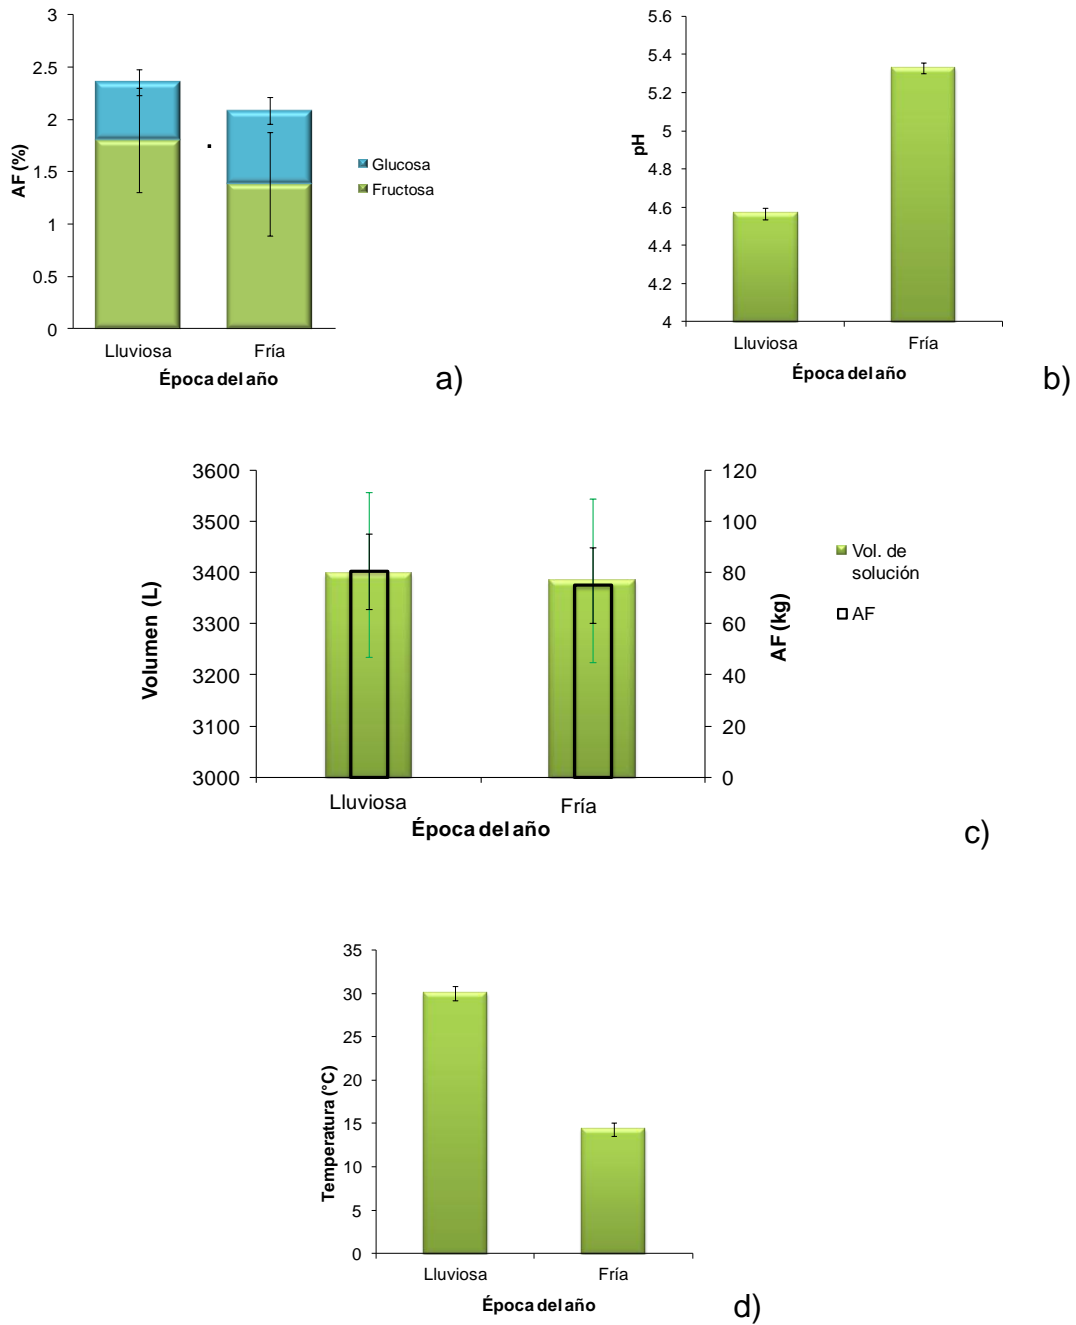 3
2.5
2
1.5
1
0.5
0
AF (%)
Lluviosa Fría
Época del año
Glucosa
Fructosa
a)
5.6
5.4
5.2
5
4.8
4.6
4.4
4.2
4
pH
Lluviosa Fría
Época del año
b)
3600
3500
3400
3300
3200
3100
3000
Volumen (L)
120
100
80
60
40
20
0
AF (kg)
Lluviosa Fría
Época del año
Vol. de
solución
AF
c)
35
30
25
20
15
10
5
0
Temperatura (°C)
Lluviosa Fría
Época del año
d)